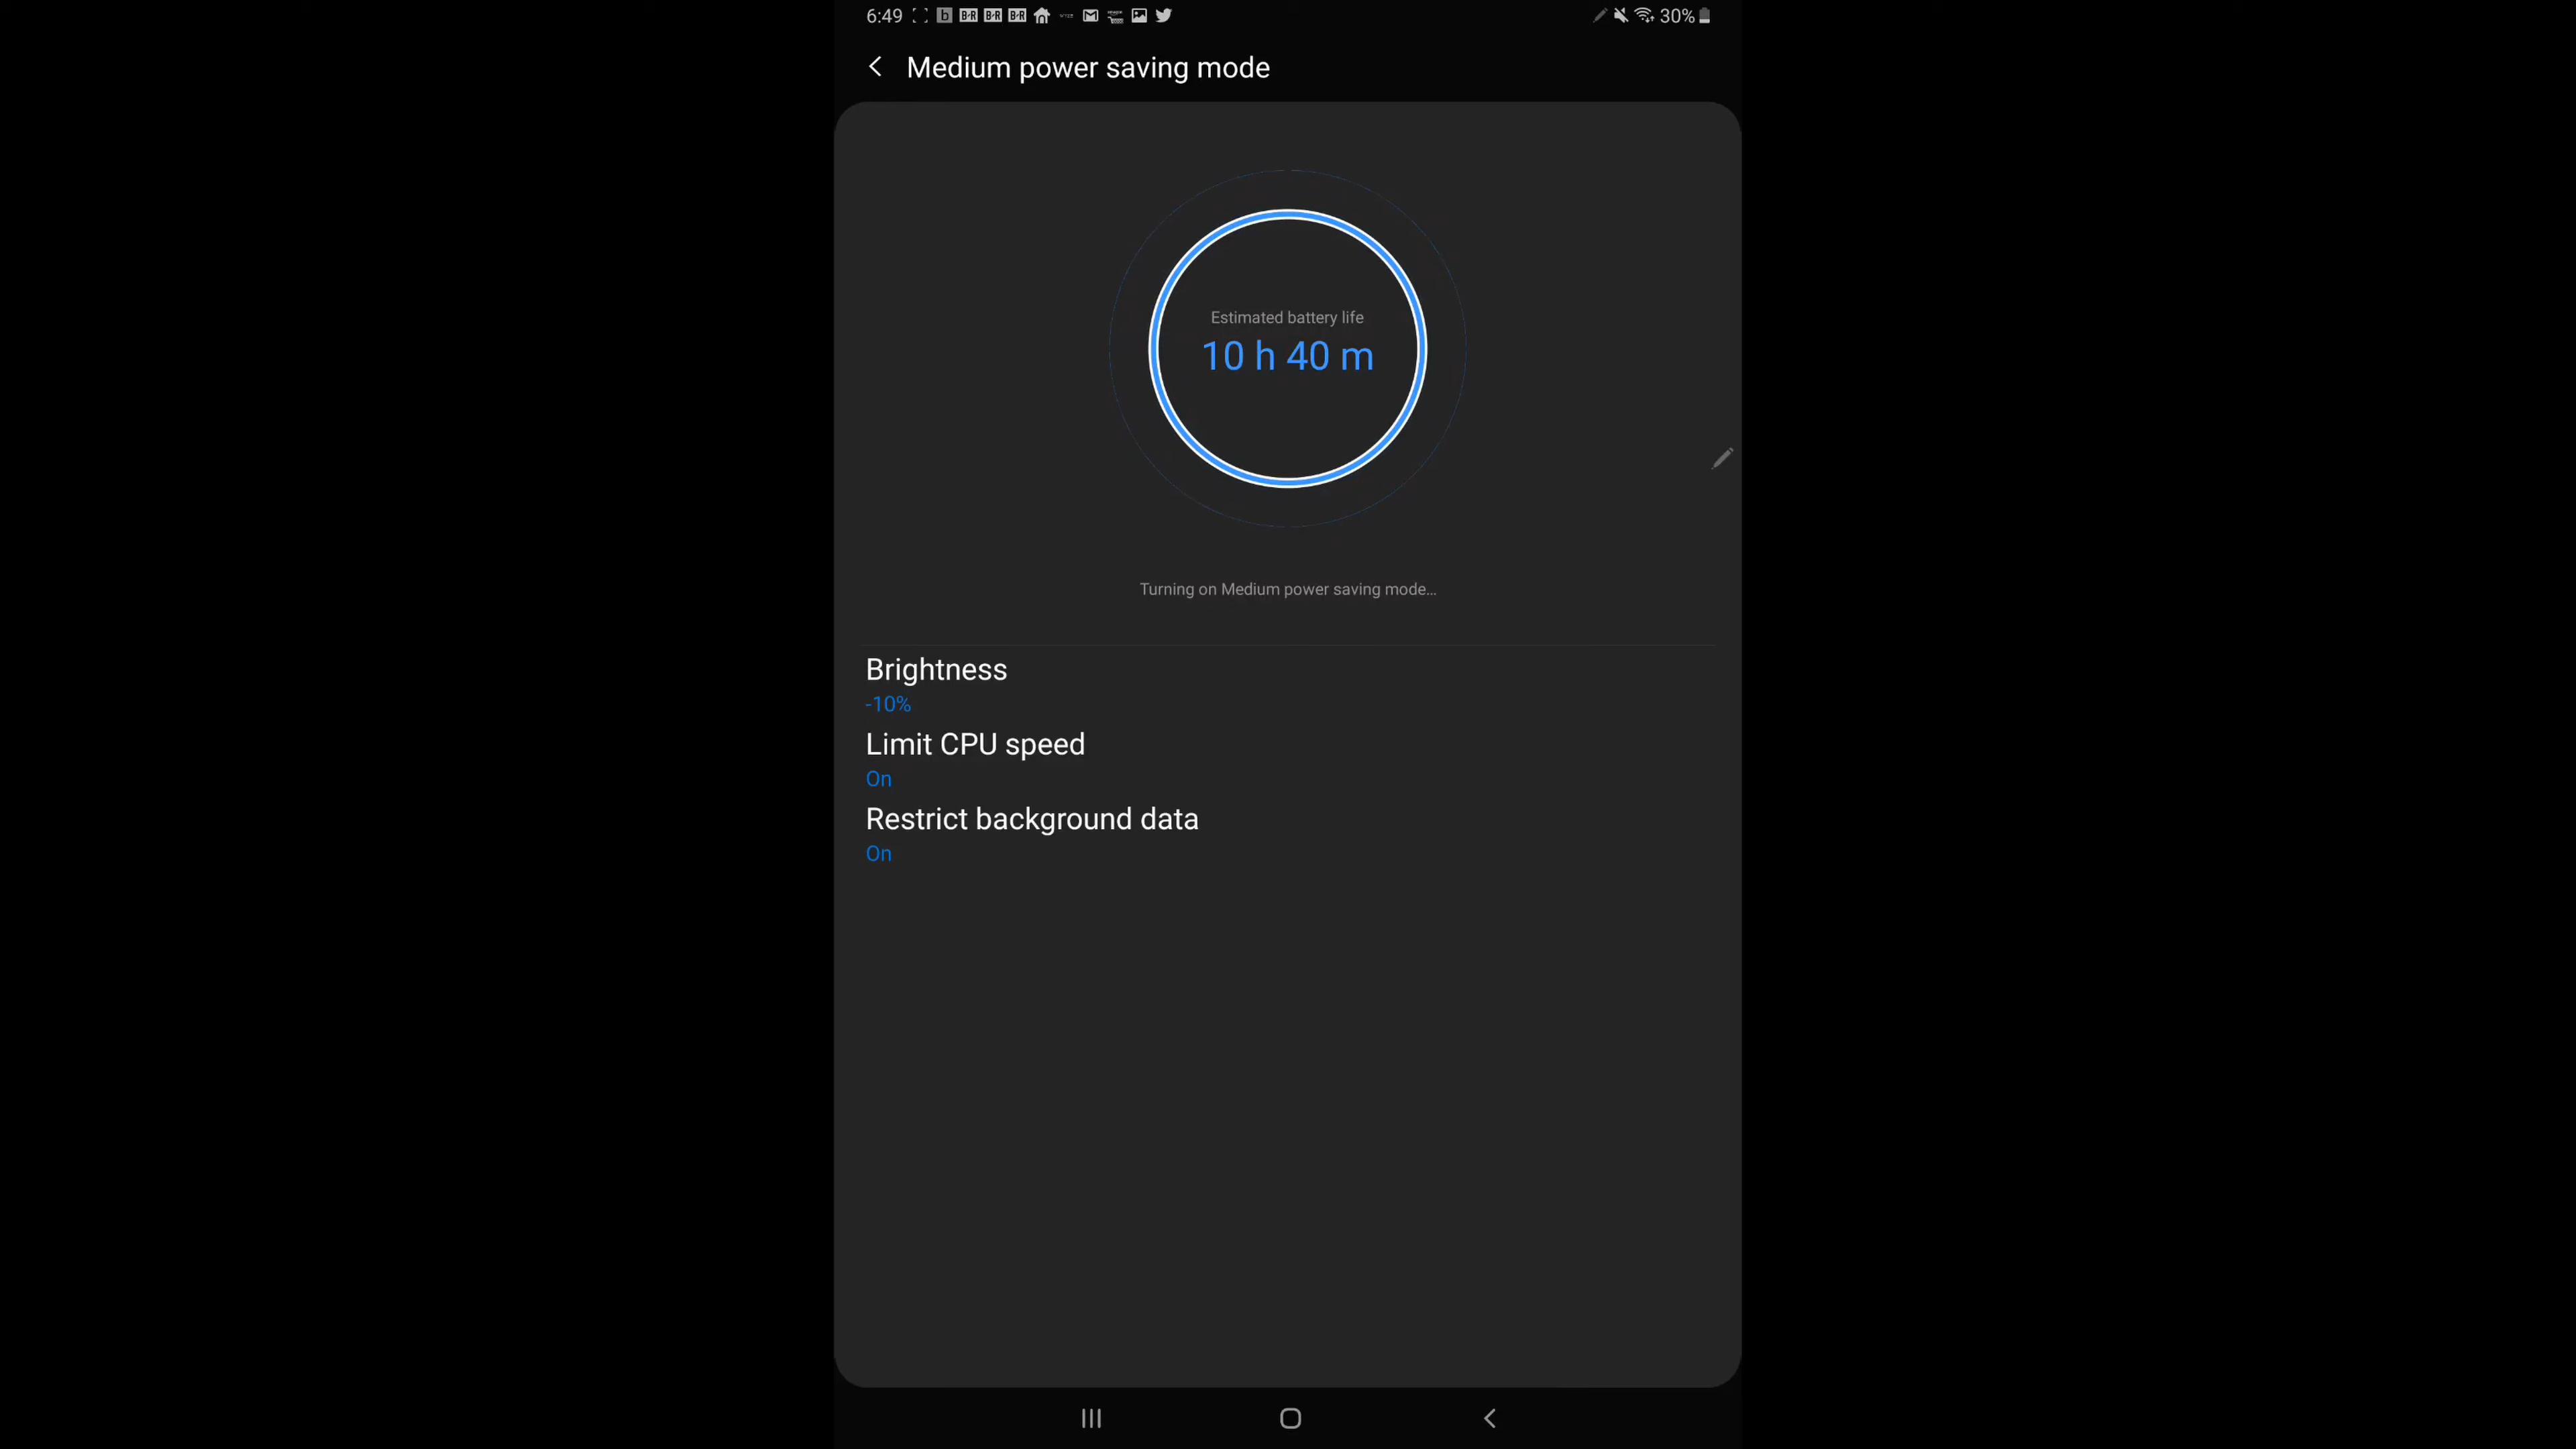 6:49 b B/R B/R B/R 30%
Medium power saving mode
Estimated battery life
10 h 40 m
Turning on Medium power saving mode...
Brightness
-10%
Limit CPU speed
On
Restrict background data
On